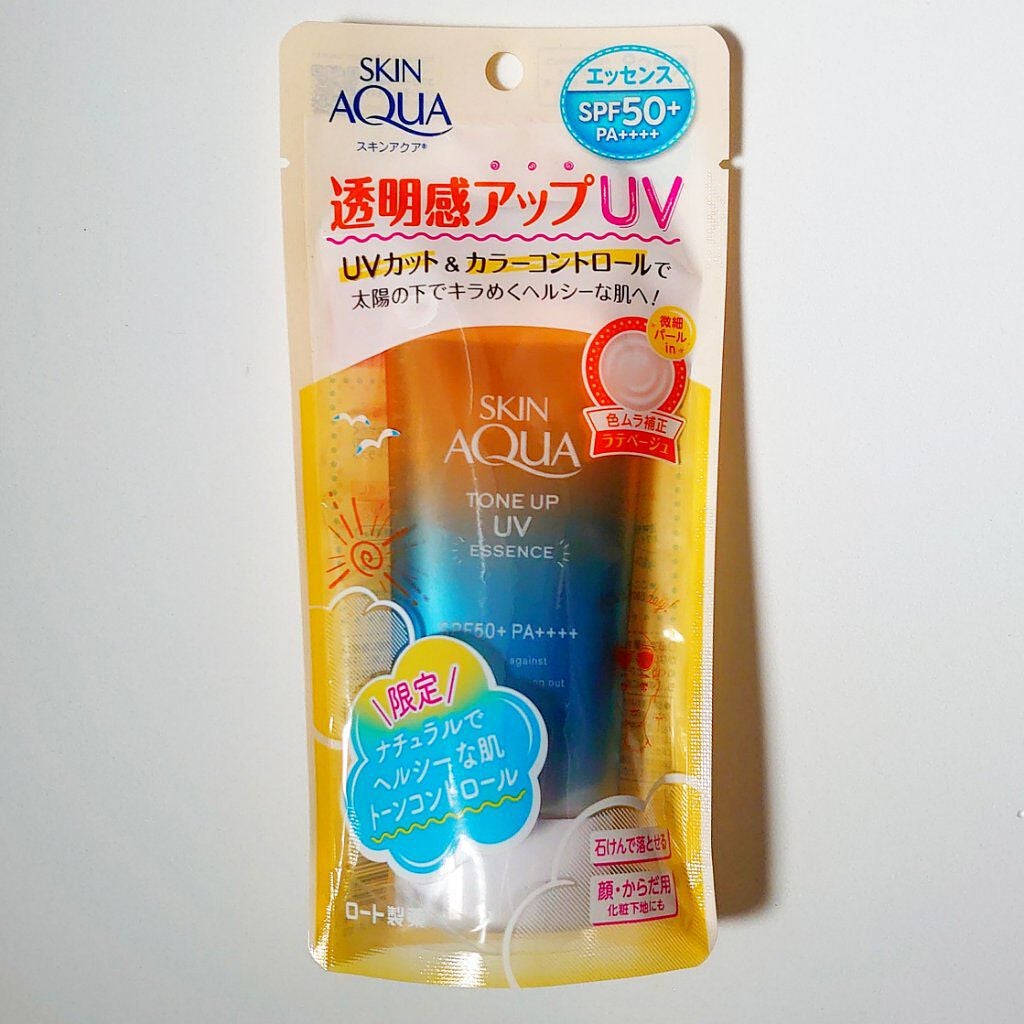 SKIN
AQUA
スキンアクア®
エッセンス
SPF50+
PA++++
透明感アップUV
UVカット&カラーコントロールで
太陽の下でキラめくヘルシーな肌へ!
微細
パール
in
色ムラ補正
ラテベージュ
SKIN
AQUA
TONE UP
UV
ESSENCE
SPF50+ PA++++
against
out
限定
ナチュラルで
ヘルシーな肌
トーンコントロール
石けんで落とせる
顔・からだ用
化粧下地にも
ロート製薬